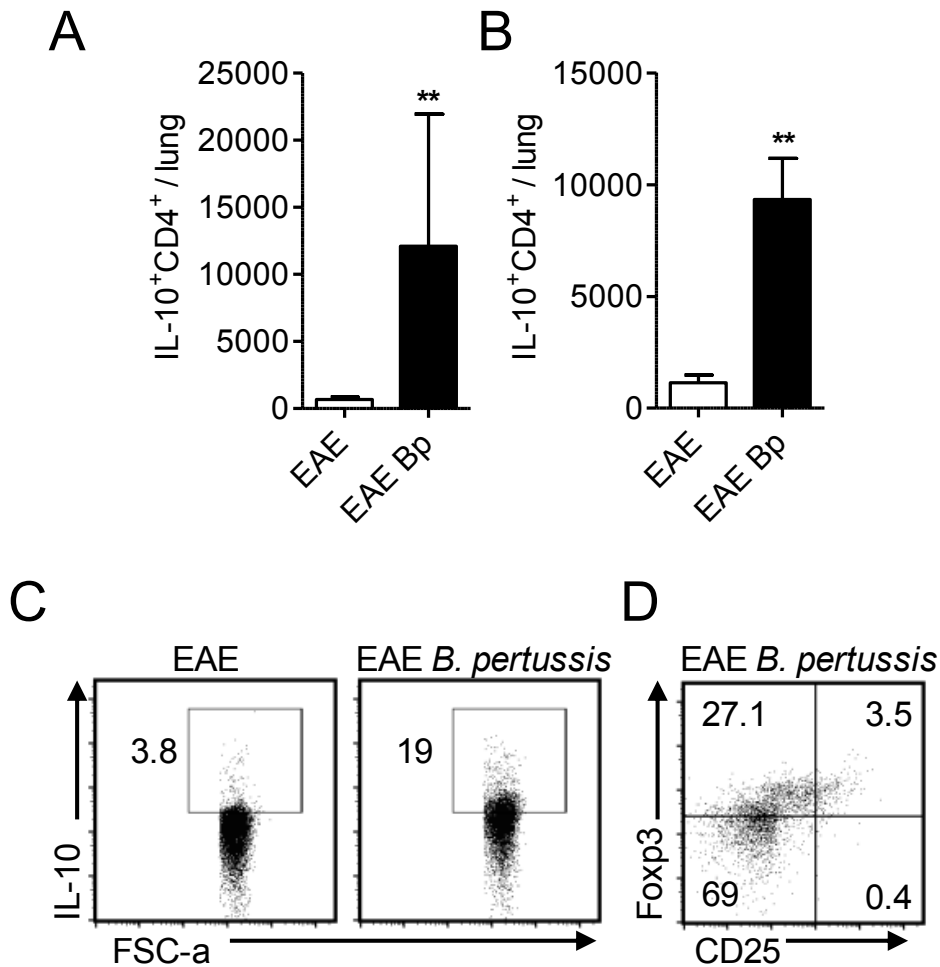 A
25000
20000
15000
10000
5000
0
IL-10+CD4+ / lung
**
EAE
EAE Bp
B
15000
10000
5000
0
IL-10+CD4+ / lung
**
EAE
EAE Bp
C
EAE
EAE B. pertussis
3.8
19
IL-10
FSC-a
D
EAE B. pertussis
27.1
3.5
69
0.4
Foxp3
CD25